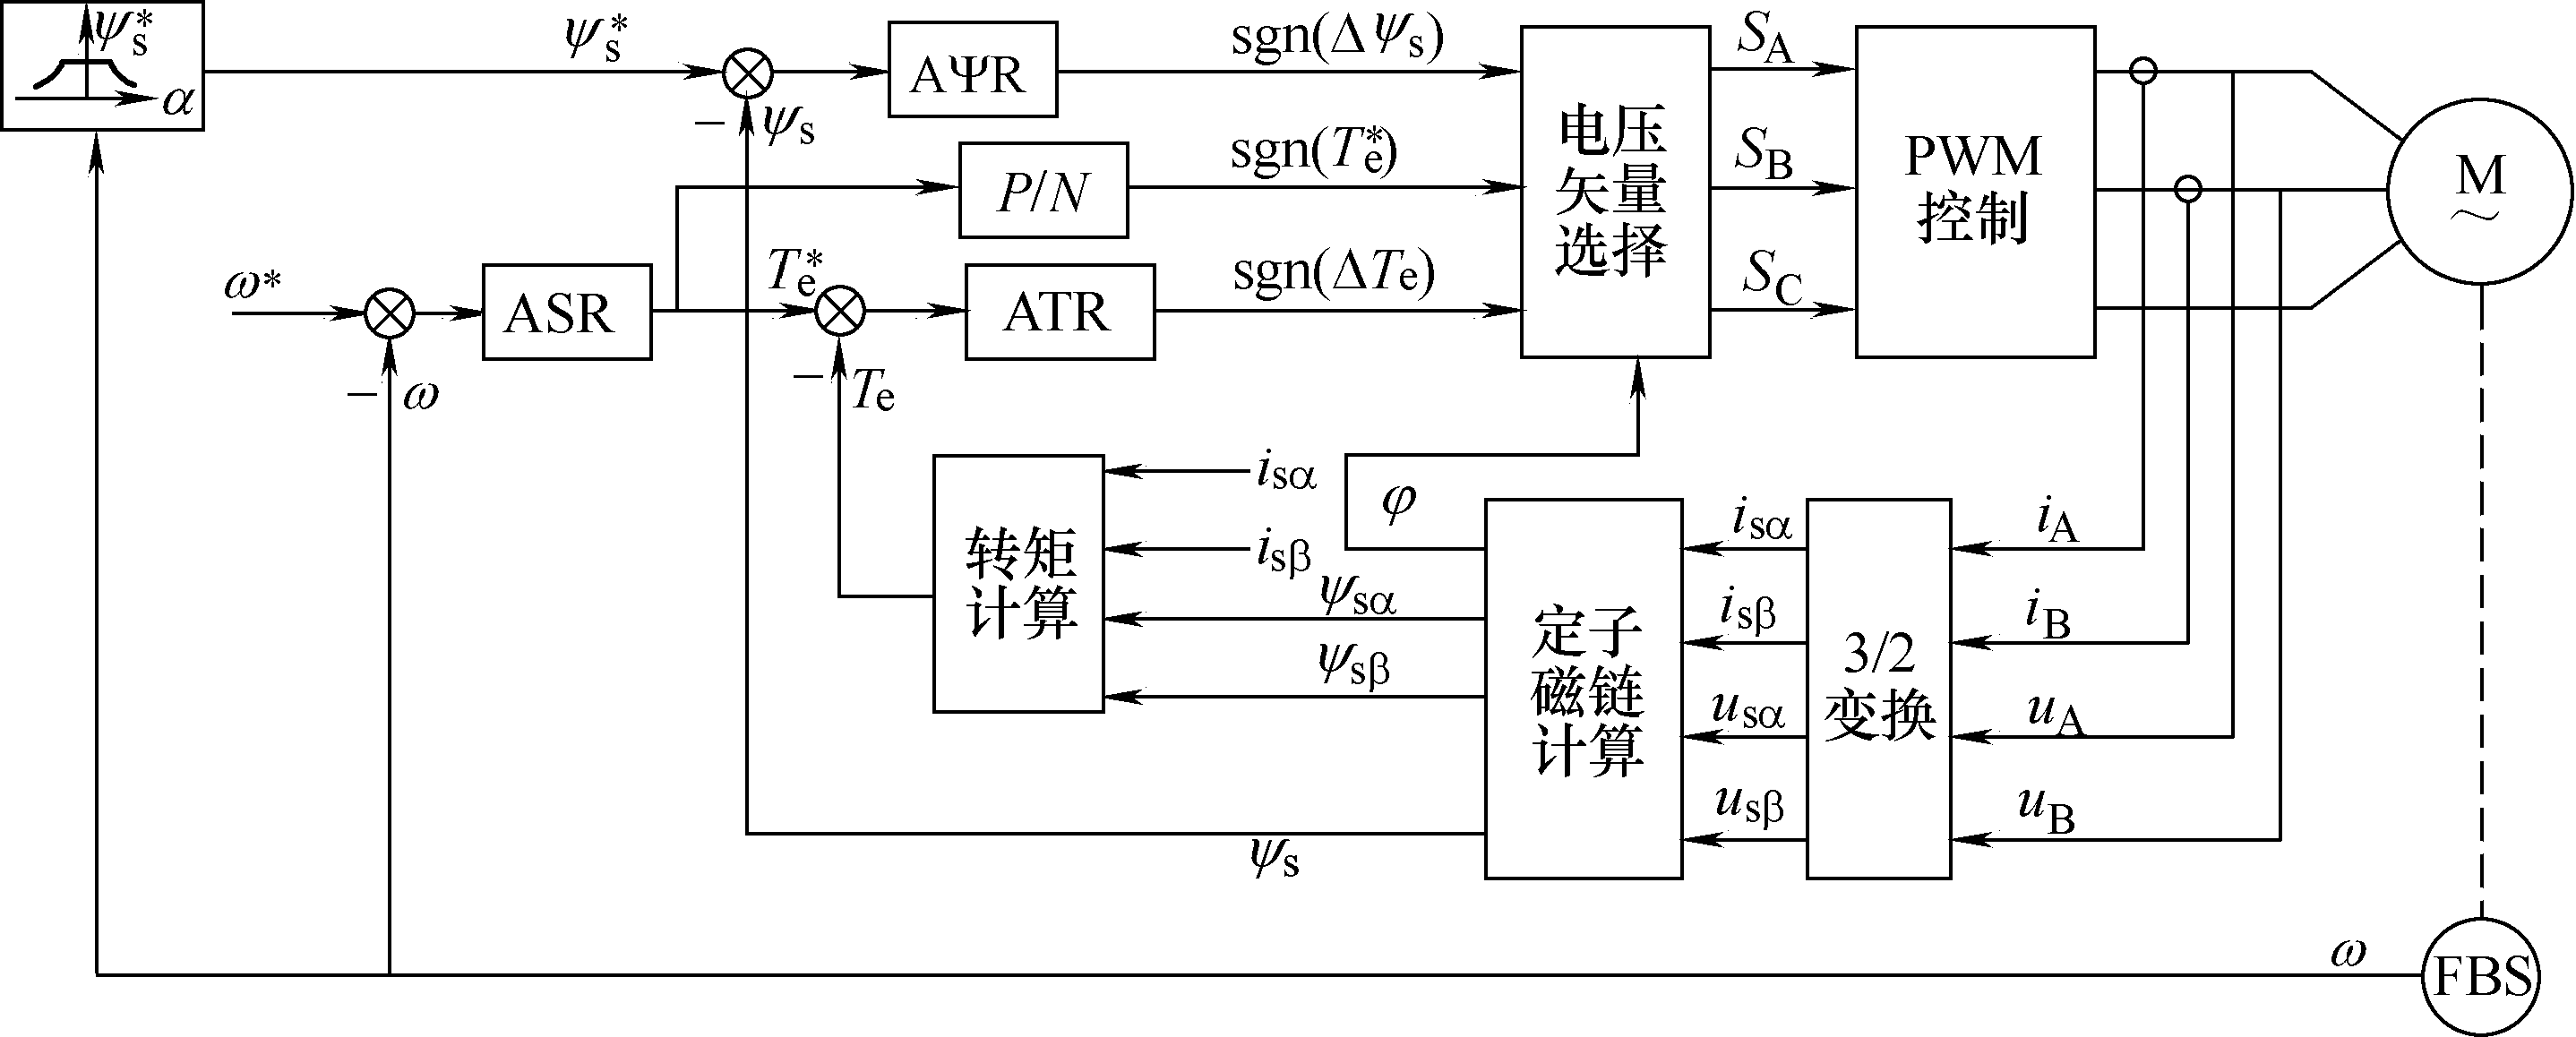 ψs*
α
ψs*
−
ψs
AΨR
sgn(Δψs)
P/N
sgn(Te*)
ω*
−
ω
ASR
Te*
−
Te
ATR
sgn(ΔTe)
电压
矢量
选择
SA
SB
SC
PWM
控制
M
~
转矩
计算
isα
isβ
ψsα
ψsβ
φ
定子
磁链
计算
isα
isβ
usα
usβ
3/2
变换
iA
iB
uA
uB
ψs
ω
FBS